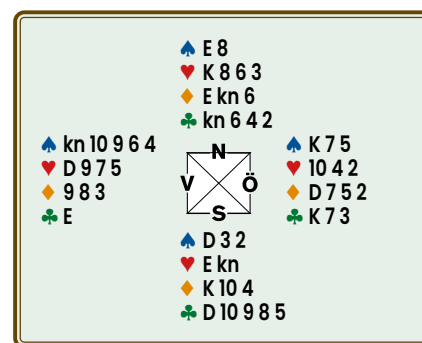 ♠ E 8
♥ K 8 6 3
♦ E kn 6
♣ kn 6 4 2
♠ kn 10 9 6 4
♥ D 9 7 5
♦ 9 8 3
♣ E
N
V Ö
S
♠ K 7 5
♥ 10 4 2
♦ D 7 5 2
♣ K 7 3
♠ D 3 2
♥ E kn
♦ K 10 4
♣ D 10 9 8 5